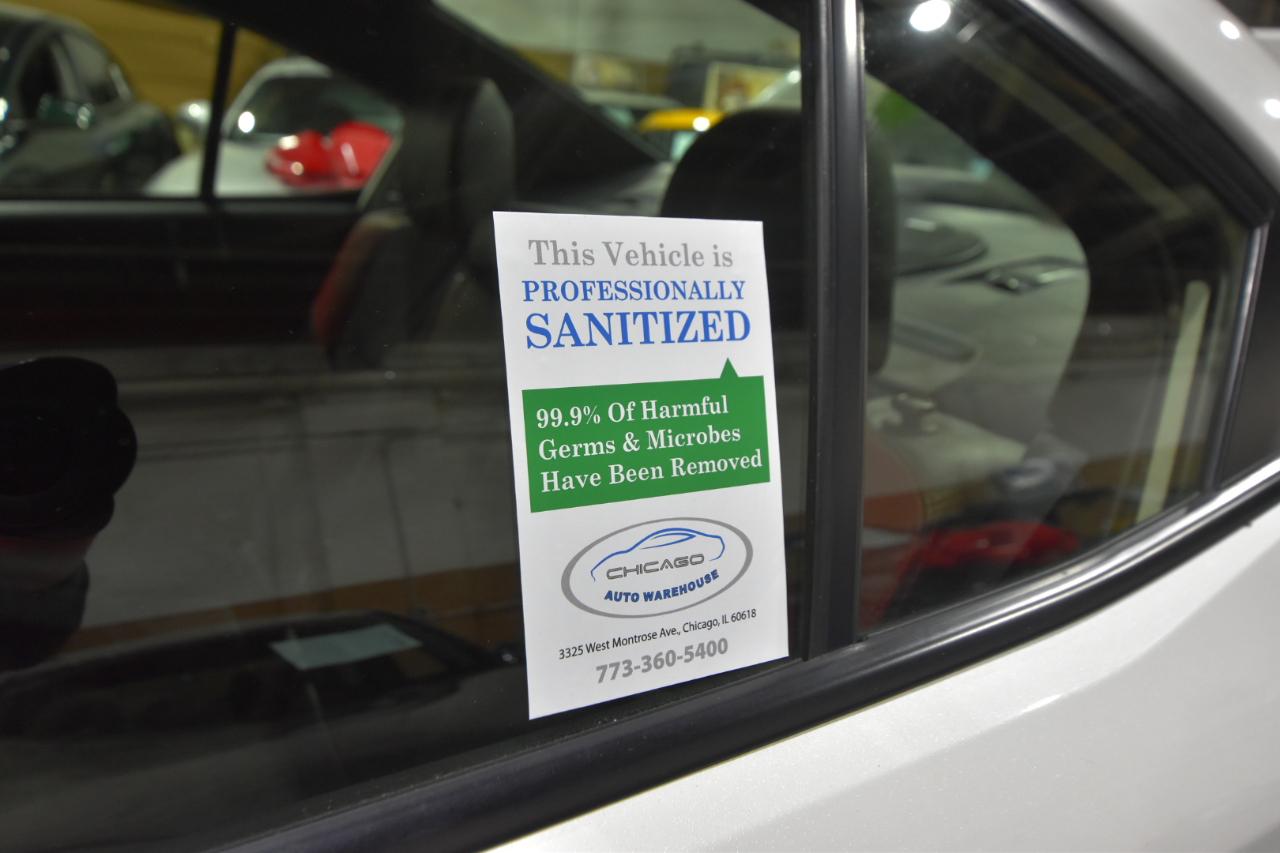 This Vehicle is
PROFESSIONALLY
SANITIZED
99.9% Of Harmful
Germs & Microbes
Have Been Removed
CHICAGO
AUTO WAREHOUSE
3325 West Montrose Ave., Chicago, IL 60618
773-360-5400